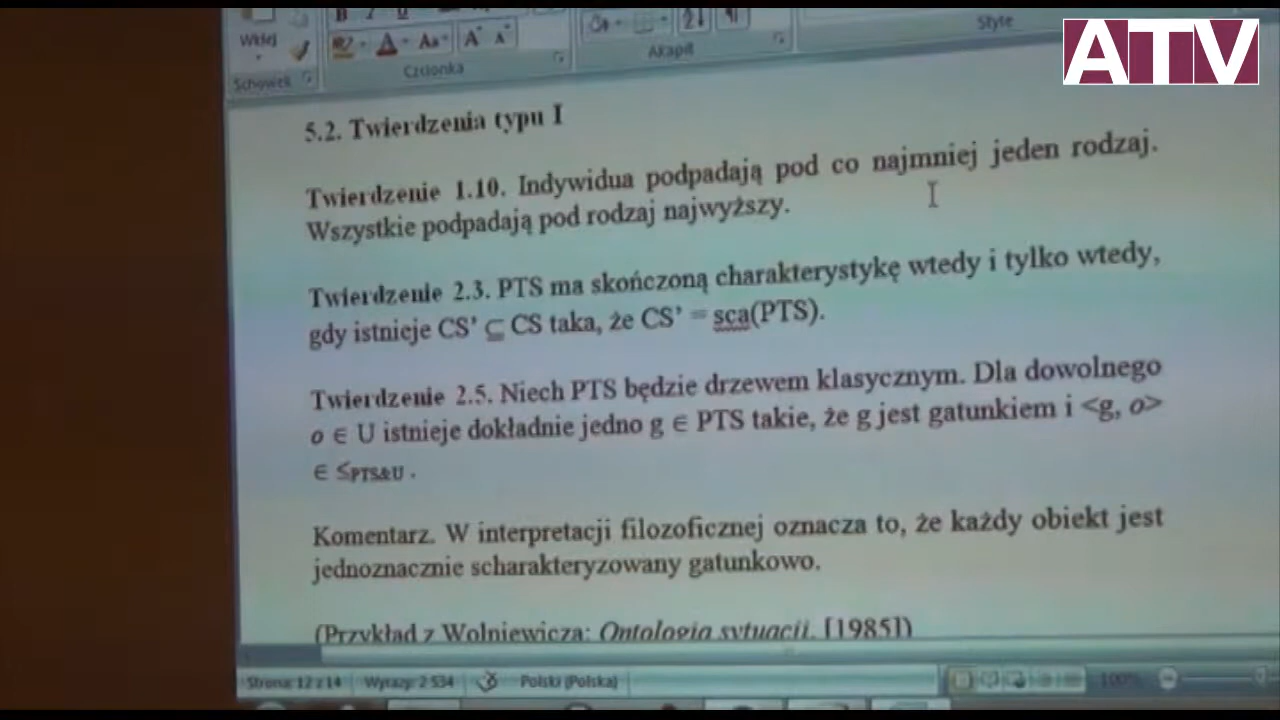 ATV
Wklej
Schowek
Czcionka
Akapit
Style
5.2. Twierdzenia typu I
Twierdzenie 1.10. Indywidua podpadają pod co najmniej jeden rodzaj.
Wszystkie podpadają pod rodzaj najwyższy.
Twierdzenie 2.3. PTS ma skończoną charakterystykę wtedy i tylko wtedy,
gdy istnieje CS' ⊆ CS taka, że CS' = sca(PTS).
Twierdzenie 2.5. Niech PTS będzie drzewem klasycznym. Dla dowolnego
o ∈ U istnieje dokładnie jedno g ∈ PTS takie, że g jest gatunkiem i <g, o>
∈ ≤PTS&U .
Komentarz. W interpretacji filozoficznej oznacza to, że każdy obiekt jest
jednoznacznie scharakteryzowany gatunkowo.
(Przykład z Wolniewicza: Ontologia sytuacji. [1985])
Strona: 12 z 14 Wyrazy: 2 534 Polski (Polska) 100%